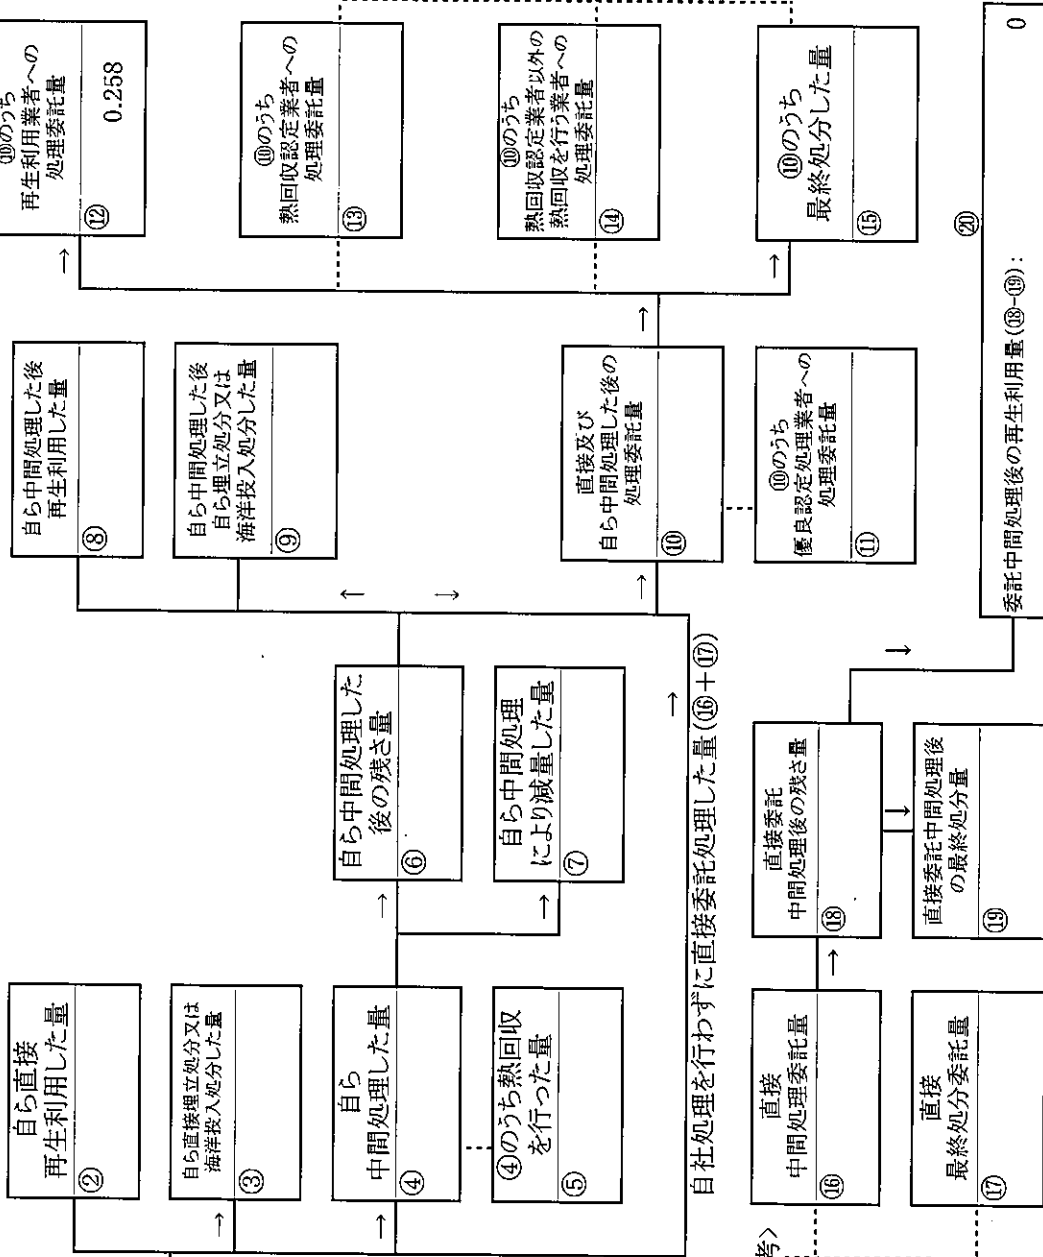 自ら直接
再生利用した量
②
自ら直接埋立処分又は
海洋投入処分した量
③
自ら
中間処理した量
④
④のうち熱回収
を行った量
⑤
自ら中間処理した
後の残さ量
⑥
自ら中間処理
により減量した量
⑦
自ら中間処理した後
再生利用した量
⑧
自ら中間処理した後
自ら埋立処分又は
海洋投入処分した量
⑨
直接及び
自ら中間処理した後の
処理委託量
⑩
⑩のうち
優良認定処理業者への
処理委託量
⑪
⑩のうち
再生利用業者への
処理委託量
⑫
0.258
⑩のうち
熱回収認定業者への
処理委託量
⑬
⑩のうち
熱回収認定業者以外の
熱回収を行う業者への
処理委託量
⑭
⑩のうち
最終処分した量
⑮
自社処理を行わずに直接委託処理した量(⑯+⑰)
考>
直接
中間処理委託量
⑯
直接
最終処分委託量
⑰
直接委託
中間処理後の残さ量
⑱
直接委託中間処理後
の最終処分量
⑲
⑳
委託中間処理後の再生利用量(⑱-⑲):
0